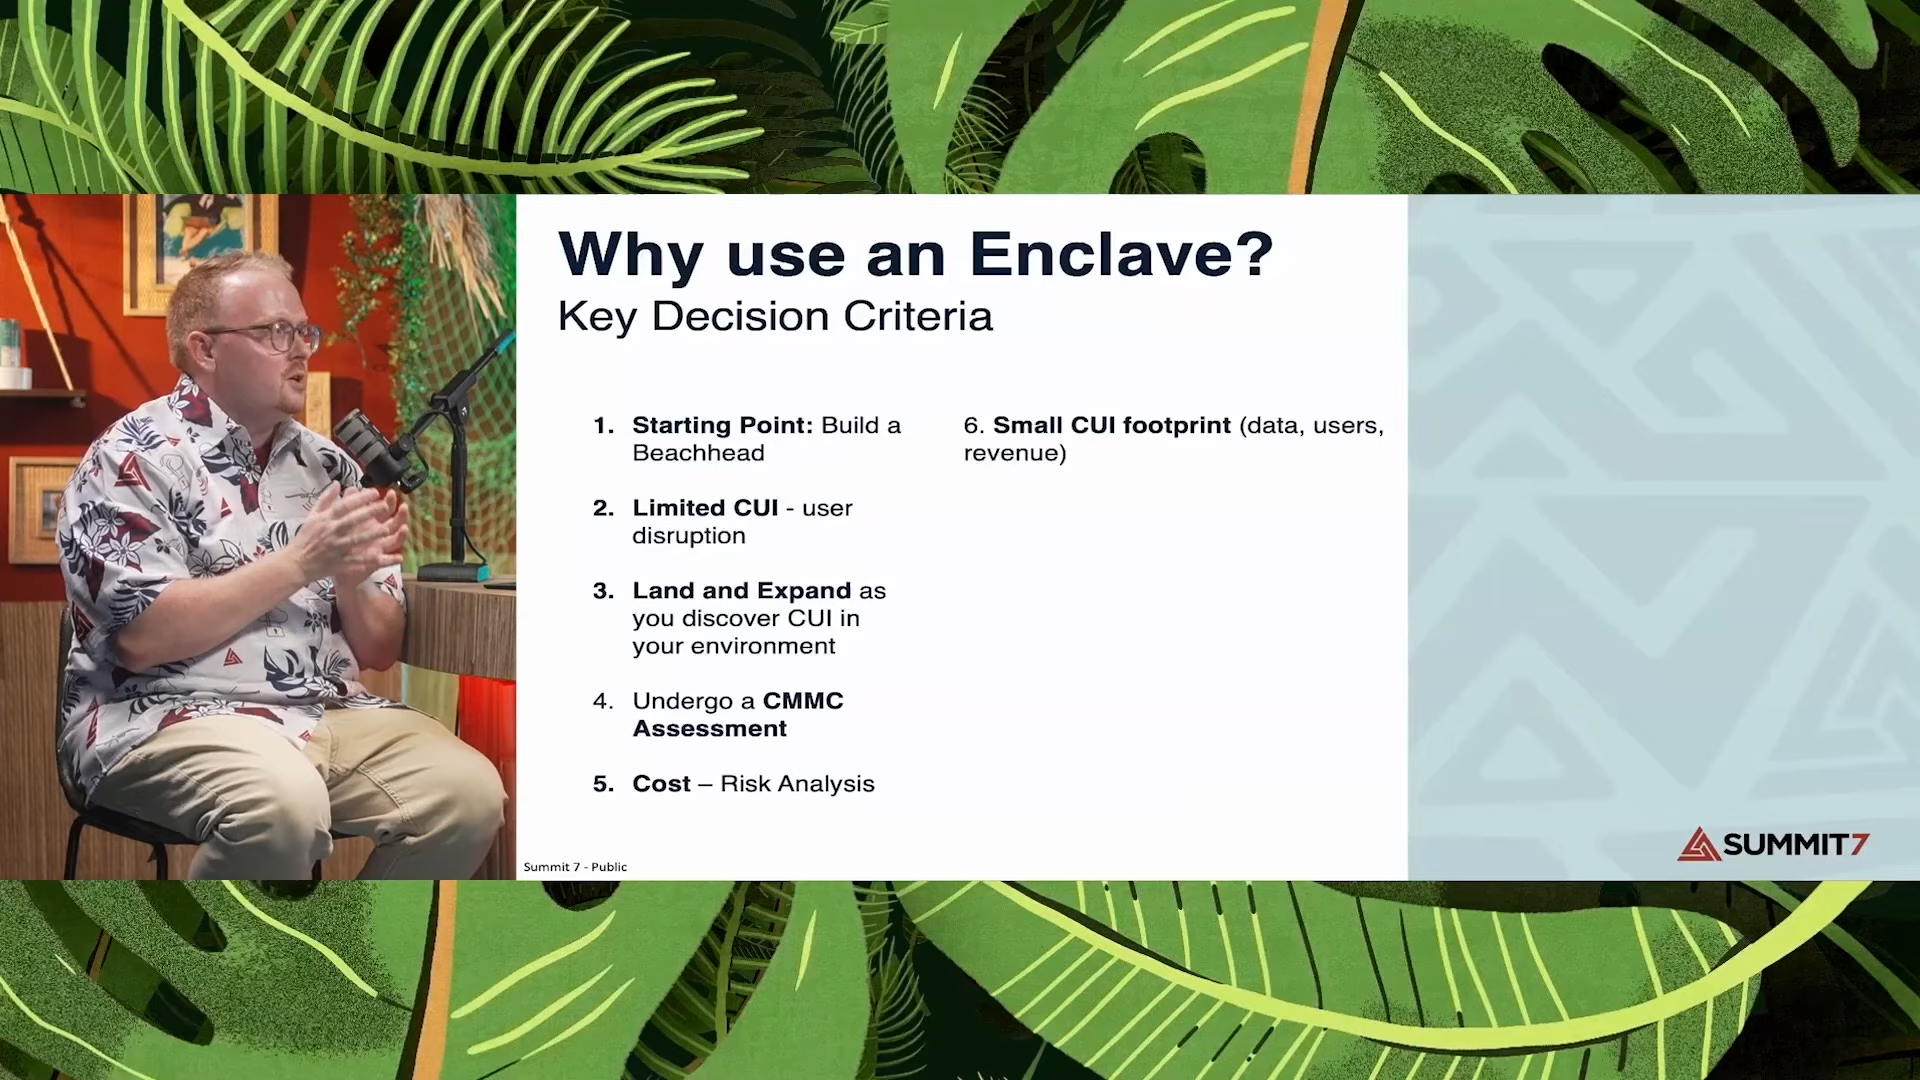 Why use an Enclave?
Key Decision Criteria
1. Starting Point: Build a
Beachhead
2. Limited CUI - user
disruption
3. Land and Expand as
you discover CUI in
your environment
4. Undergo a CMMC
Assessment
5. Cost – Risk Analysis
6. Small CUI footprint (data, users,
revenue)
Summit 7 - Public
SUMMIT7